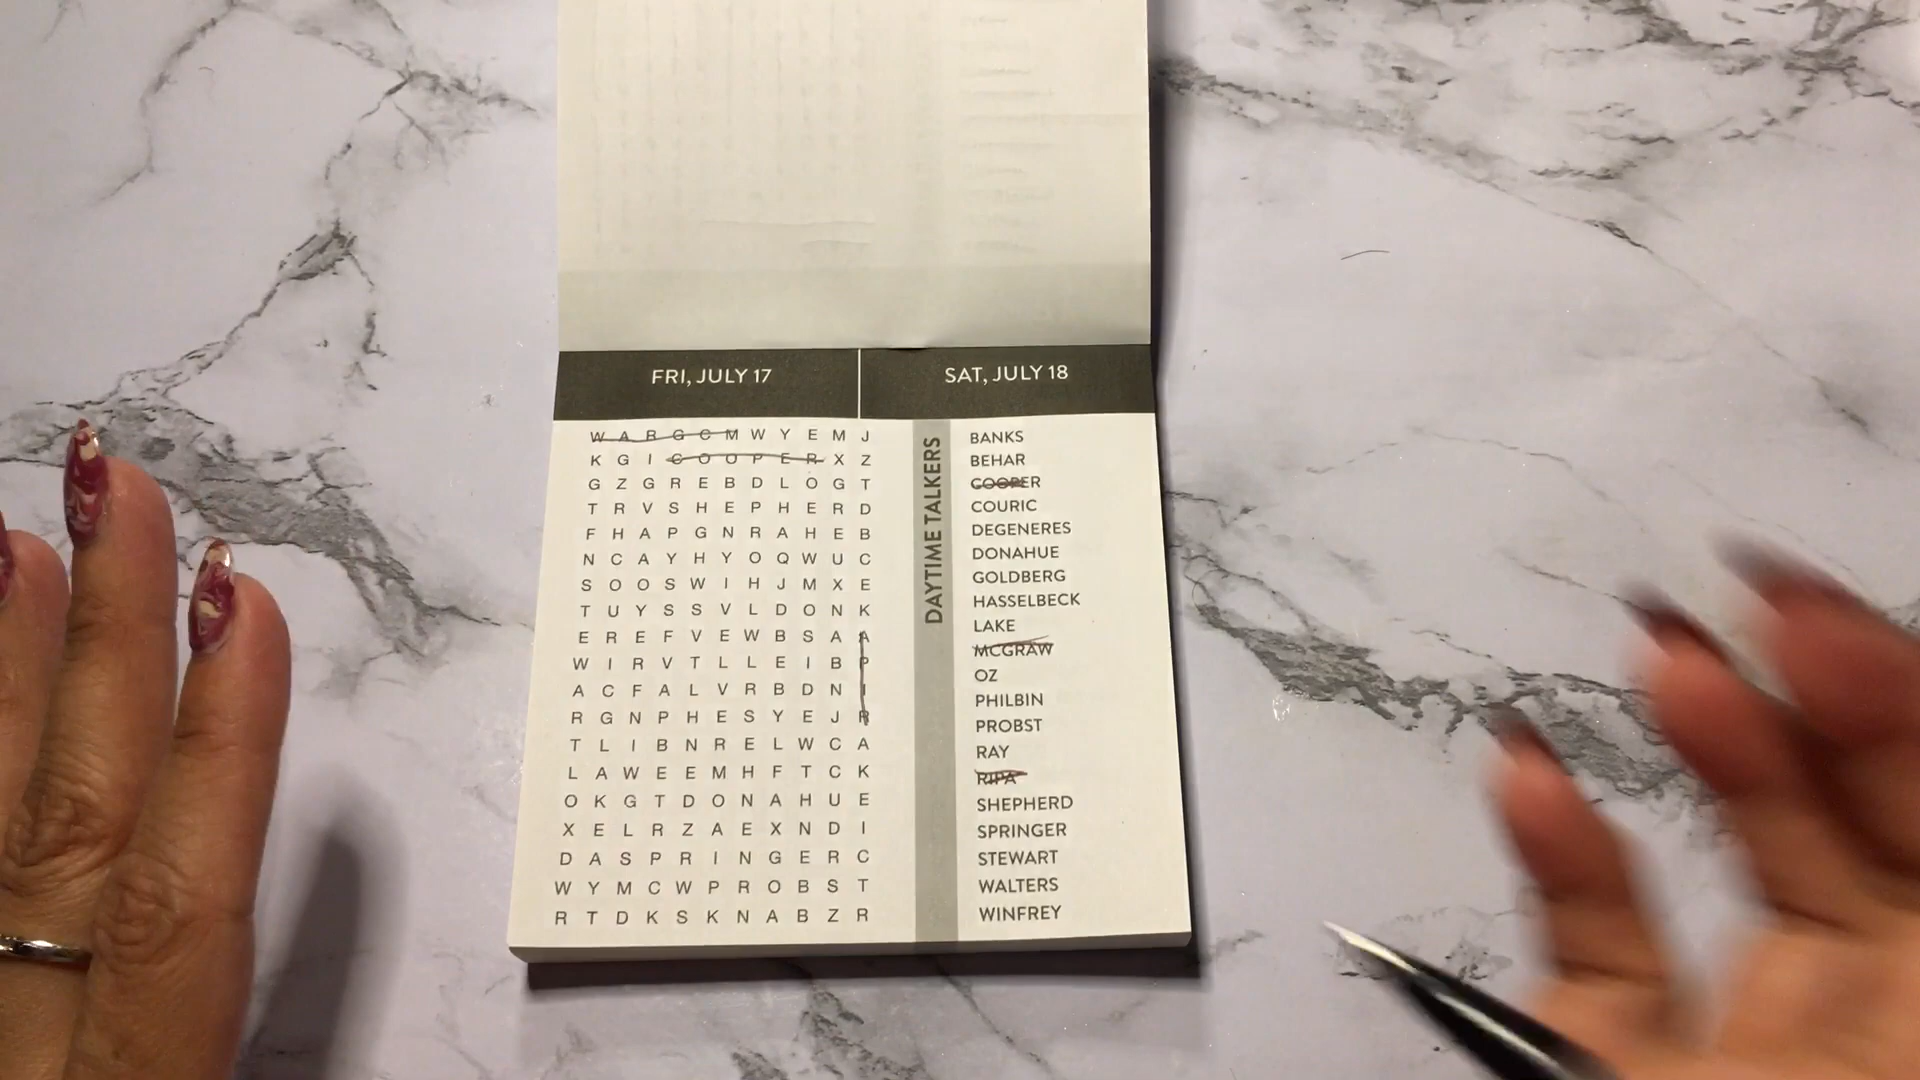 FRI, JULY 17
SAT, JULY 18
W A R G C M W Y E M J
K G I C O O P E R X Z
G Z G R E B D L O G T
T R V S H E P H E R D
F H A P G N R A H E B
N C A Y H Y O Q W U C
S O O S W I H J M X E
T U Y S S V L D O N K
E R E F V E W B S A A
W I R V T L L E I B P
A C F A L V R B D N I
R G N P H E S Y E J R
T L I B N R E L W C A
L A W E E M H F T C K
O K G T D O N A H U E
X E L R Z A E X N D I
D A S P R I N G E R C
W Y M C W P R O B S T
R T D K S K N A B Z R
DAYTIME TALKERS
BANKS
BEHAR
COOPER
COURIC
DEGENERES
DONAHUE
GOLDBERG
HASSELBECK
LAKE
MCGRAW
OZ
PHILBIN
PROBST
RAY
RIPA
SHEPHERD
SPRINGER
STEWART
WALTERS
WINFREY